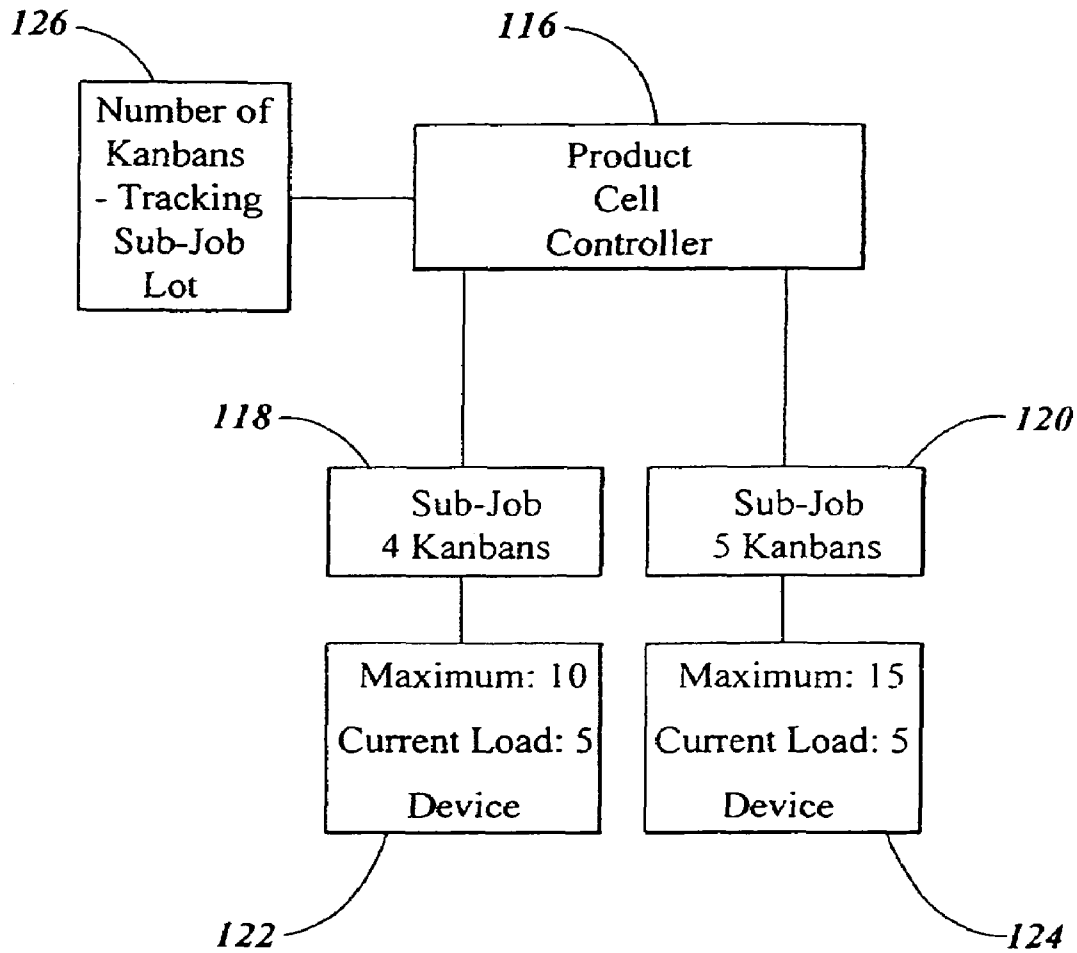 126
116
Number of
Kanbans
- Tracking
Sub-Job
Lot
Product
Cell
Controller
118
120
Sub-Job
4 Kanbans
Sub-Job
5 Kanbans
Maximum: 10
Current Load: 5
Device
Maximum: 15
Current Load: 5
Device
122
124